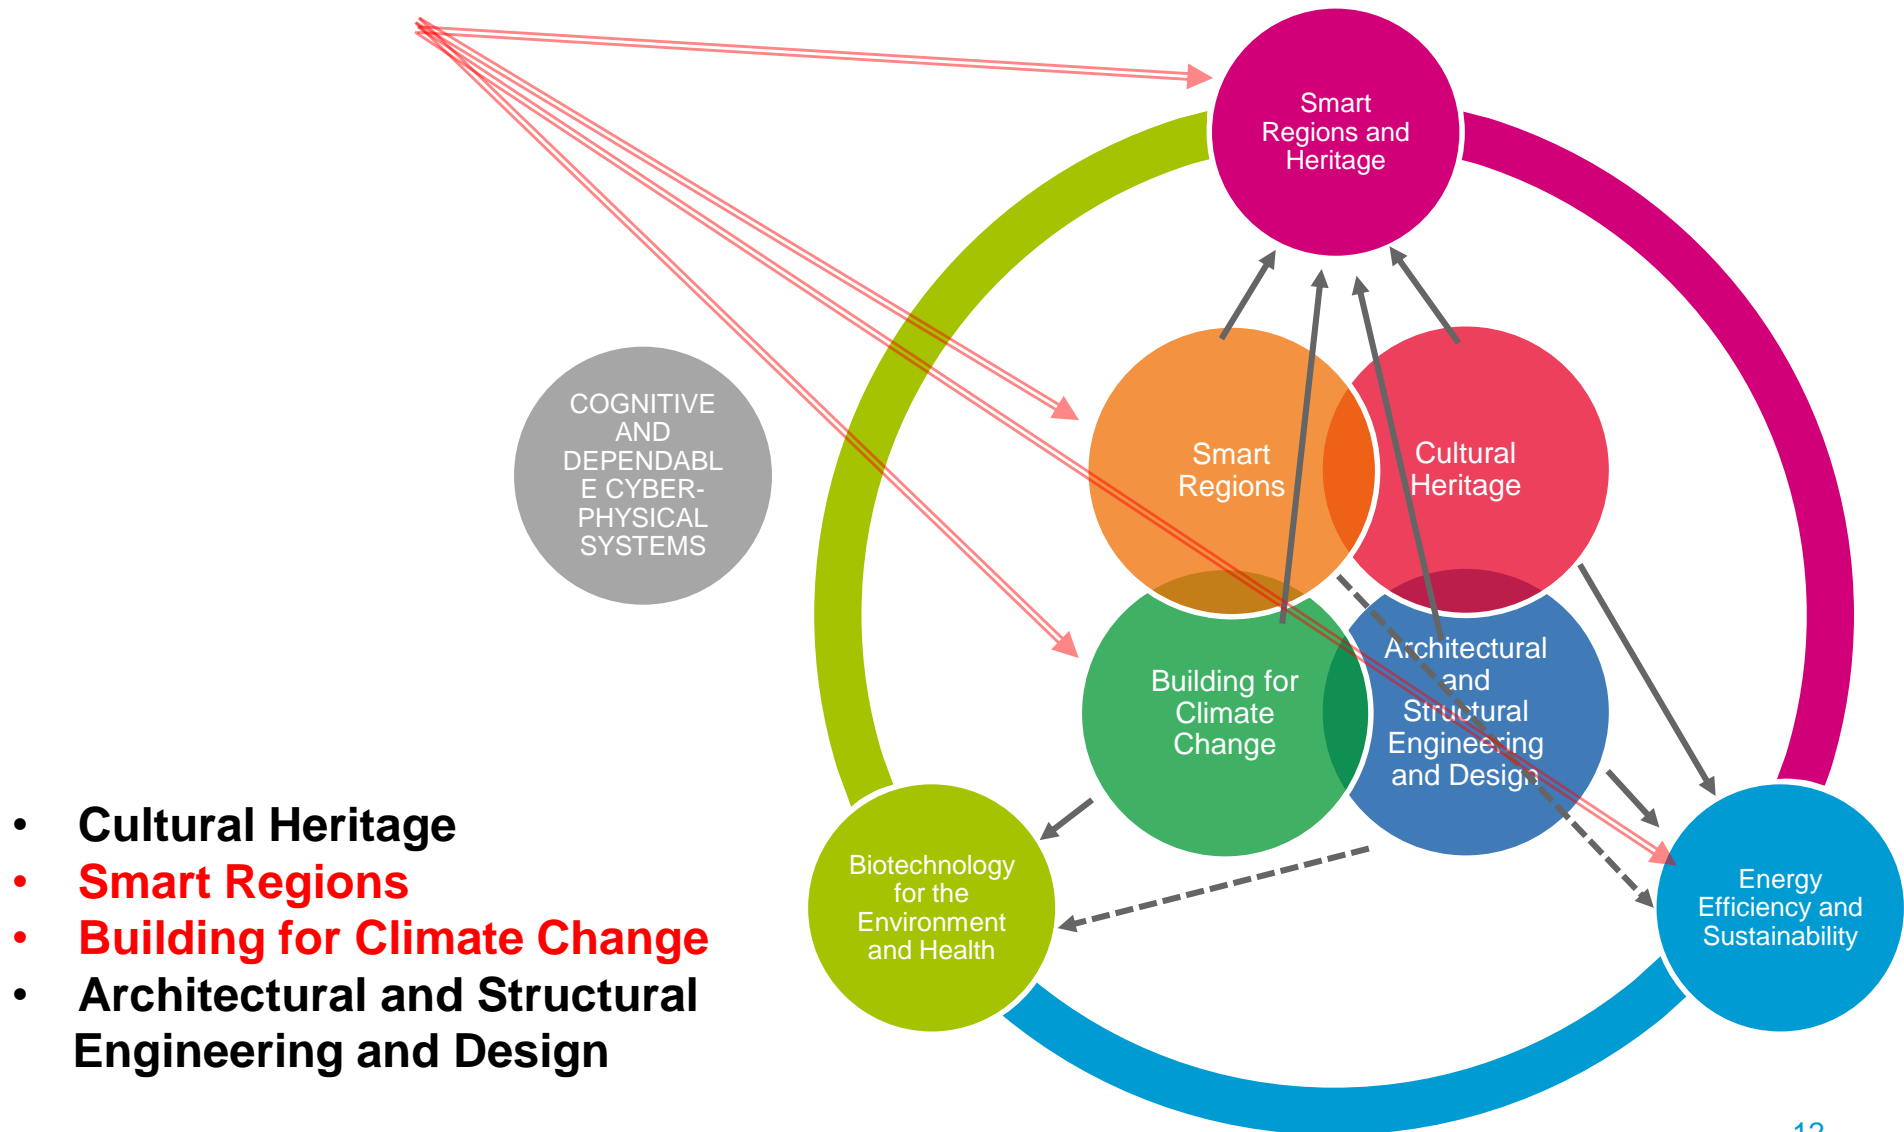 Smart
Regions and
Heritage
COGNITIVE
AND
DEPENDABL
E CYBER-
PHYSICAL
SYSTEMS
Smart
Regions
Cultural
Heritage
Building for
Climate
Change
Architectural
and
Structural
Engineering
and Design
Biotechnology
for the
Environment
and Health
Energy
Efficiency and
Sustainability
• Cultural Heritage
• Smart Regions
• Building for Climate Change
• Architectural and Structural
Engineering and Design
12